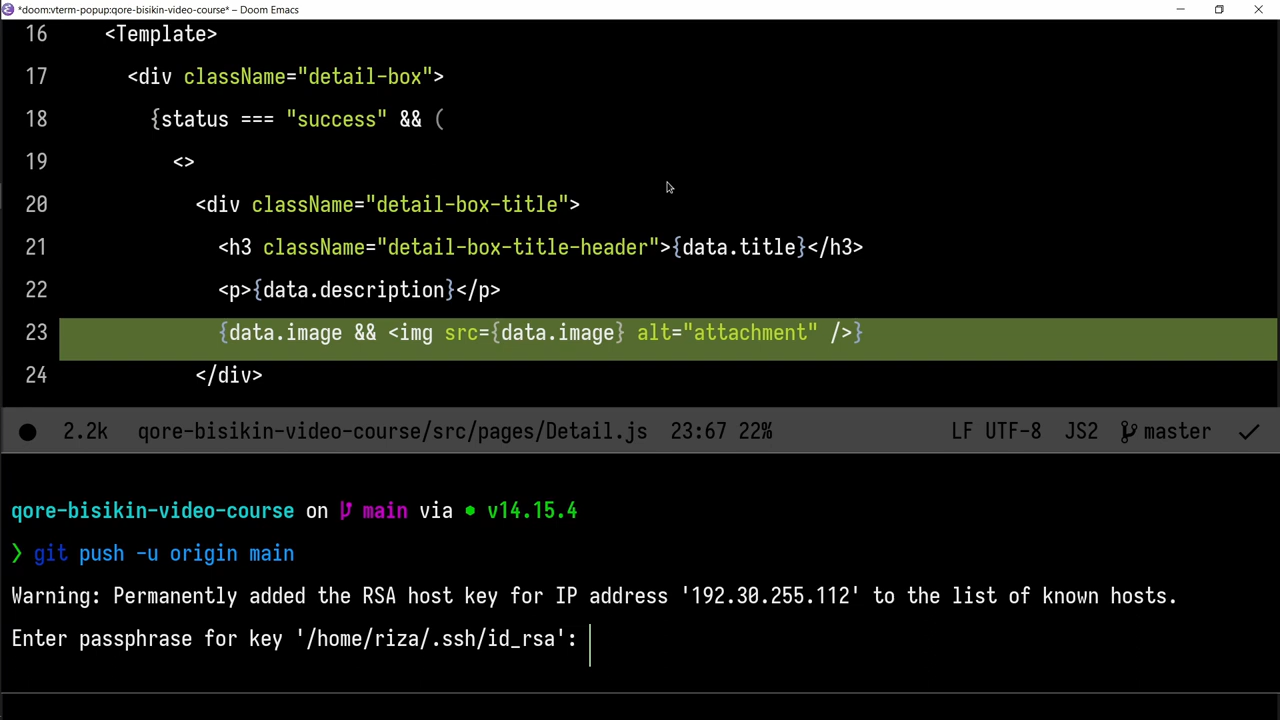 *doom:vterm-popup:qore-bisikin-video-course* – Doom Emacs
16 <Template>
17 <div className="detail-box">
18 {status === "success" && (
19 <>
20 <div className="detail-box-title">
21 <h3 className="detail-box-title-header">{data.title}</h3>
22 <p>{data.description}</p>
23 {data.image && <img src={data.image} alt="attachment" />}
24 </div>
2.2k qore-bisikin-video-course/src/pages/Detail.js 23:67 22% LF UTF-8 JS2 master
qore-bisikin-video-course on main via v14.15.4
❯ git push -u origin main
Warning: Permanently added the RSA host key for IP address '192.30.255.112' to the list of known hosts.
Enter passphrase for key '/home/riza/.ssh/id_rsa':